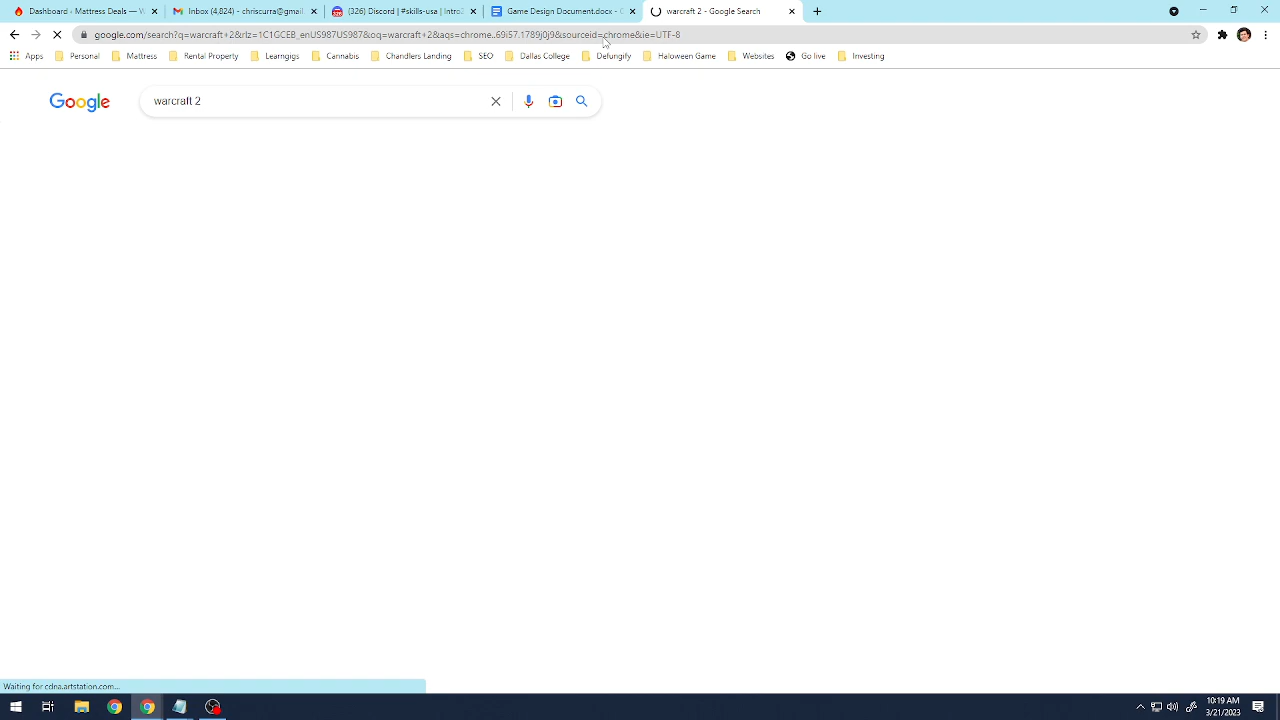 Dashboard - Mattress Deals — W
Inbox (4,824) - chriscurra@gmail.
(326) Discord | #skills-usa | Intro
Game Design Document.docx - G
warcraft 2 - Google Search
google.com/search?q=warcraft+2&rlz=1C1GCEB_enUS987US987&oq=warcraft+2&aqs=chrome..69i57.1789j0j9&sourceid=chrome&ie=UTF-8
Apps Personal Mattress Rental Property Learngigs Cannabis Chandlers Landing SEO Dallas College Defungify Haloween Game Websites Go live Investing
Google
warcraft 2
Waiting for cdna.artstation.com...
10:19 AM
3/21/2023